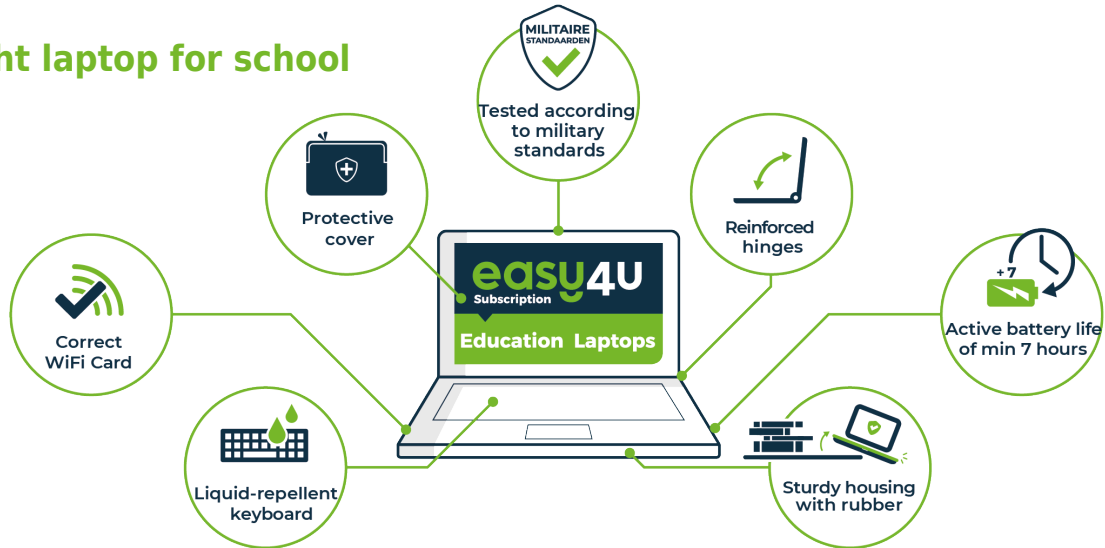 laptop for school
MILITAIRE
STANDAARDEN
Tested according
to military
standards
Protective
cover
Reinforced
hinges
easy4U
Subscription
Education Laptops
+7
Active battery life
of min 7 hours
Correct
WiFi Card
Liquid-repellent
keyboard
Sturdy housing
with rubber